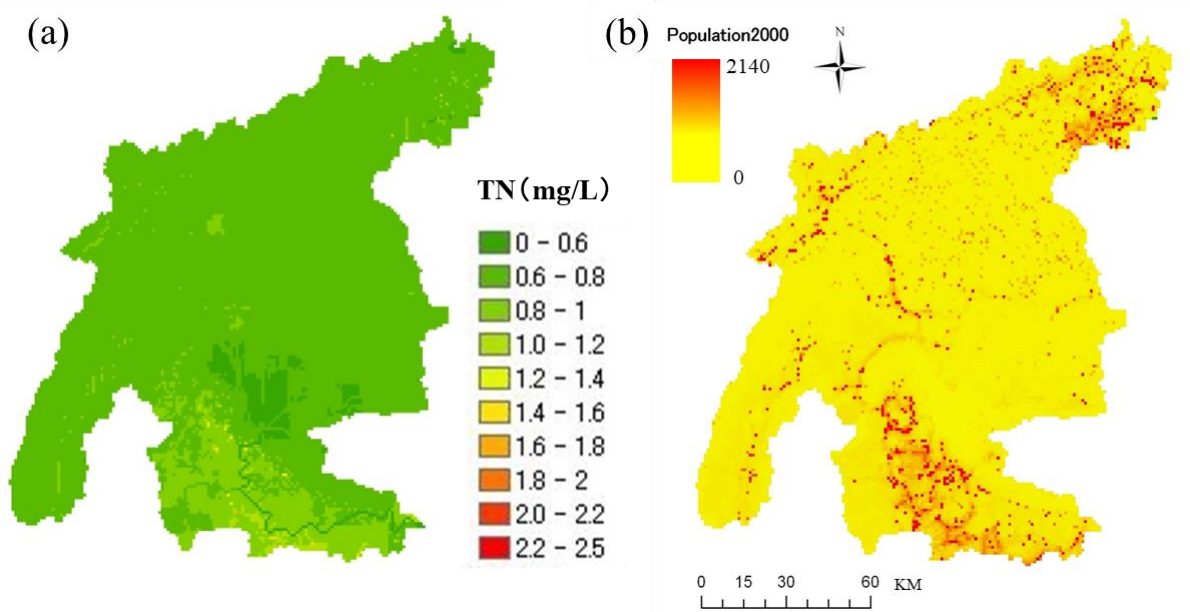 (a)
TN(mg/L)
0 - 0.6
0.6 - 0.8
0.8 - 1
1.0 - 1.2
1.2 - 1.4
1.4 - 1.6
1.6 - 1.8
1.8 - 2
2.0 - 2.2
2.2 - 2.5
(b)
Population2000
2140
0
N
0 15 30 60 KM